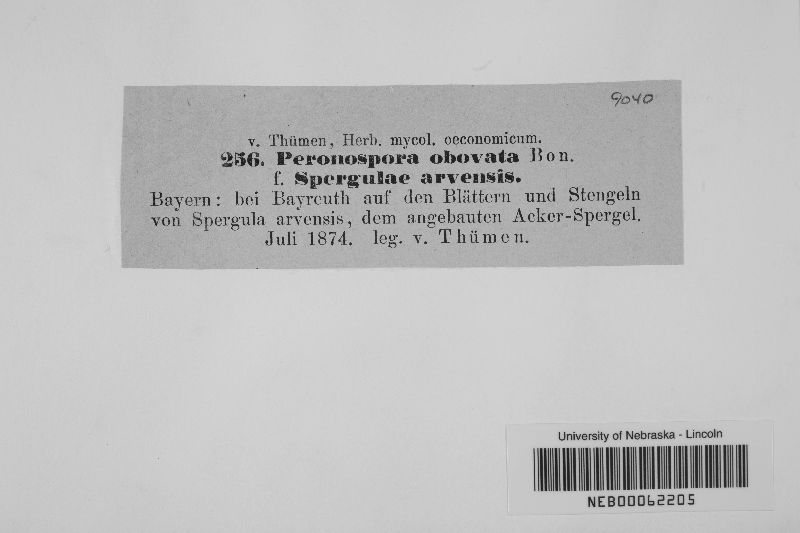 9040
v. Thümen, Herb. mycol. oeconomicum.
256. Peronospora obovata Bon.
f. Spergulae arvensis.
Bayern: bei Bayreuth auf den Blättern und Stengeln
von Spergula arvensis, dem angebauten Acker-Spergel.
Juli 1874. leg. v. Thümen.
University of Nebraska - Lincoln
NEB00062205